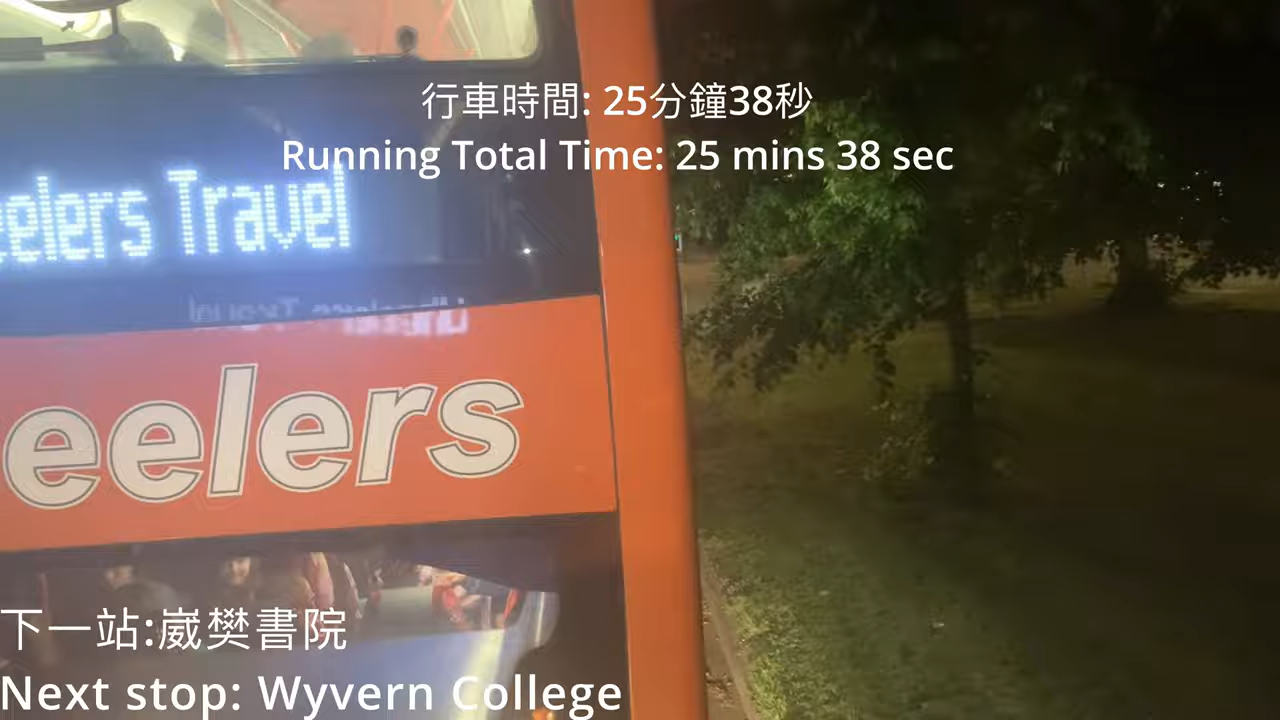 行車時間: 25分鐘38秒
Running Total Time: 25 mins 38 sec
eelers Travel
eelers
下一站:崴樊書院
Next stop: Wyvern College